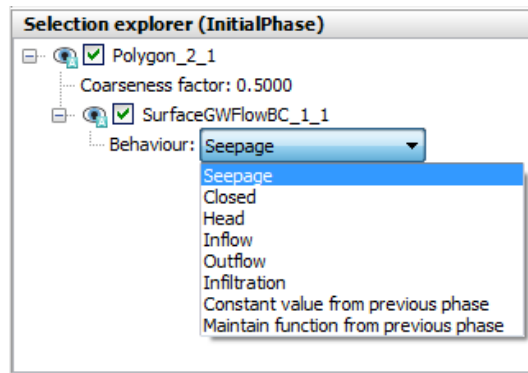 Selection explorer (InitialPhase)
Polygon_2_1
Coarseness factor: 0.5000
SurfaceGWFlowBC_1_1
Behaviour: Seepage
Seepage
Closed
Head
Inflow
Outflow
Infiltration
Constant value from previous phase
Maintain function from previous phase